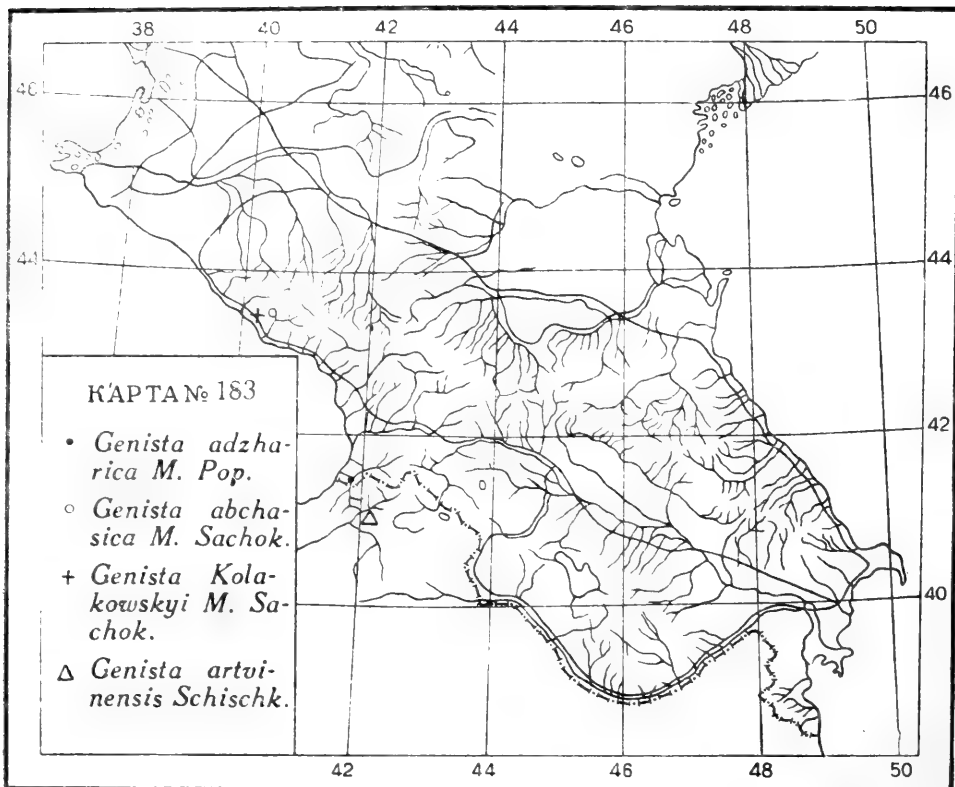 38 40 42 44 46 48 50
46 46
44 44
КАРТА № 183
• Genista adzha-
rica M. Pop.
○ Genista abcha-
sica M. Sachok.
+ Genista Kola-
kowskyi M. Sa-
chok.
△ Genista artvi-
nensis Schischk.
42
40
42 44 46 48 50